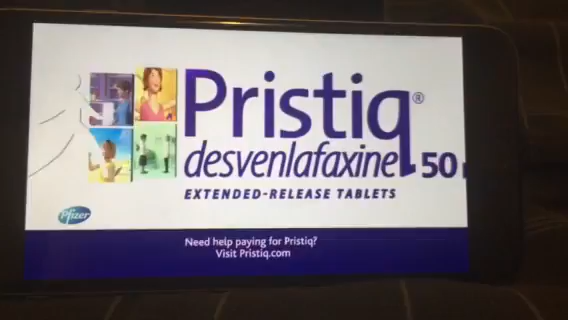 Pristiq®
desvenlafaxine 50
EXTENDED-RELEASE TABLETS
Pfizer
Need help paying for Pristiq?
Visit Pristiq.com